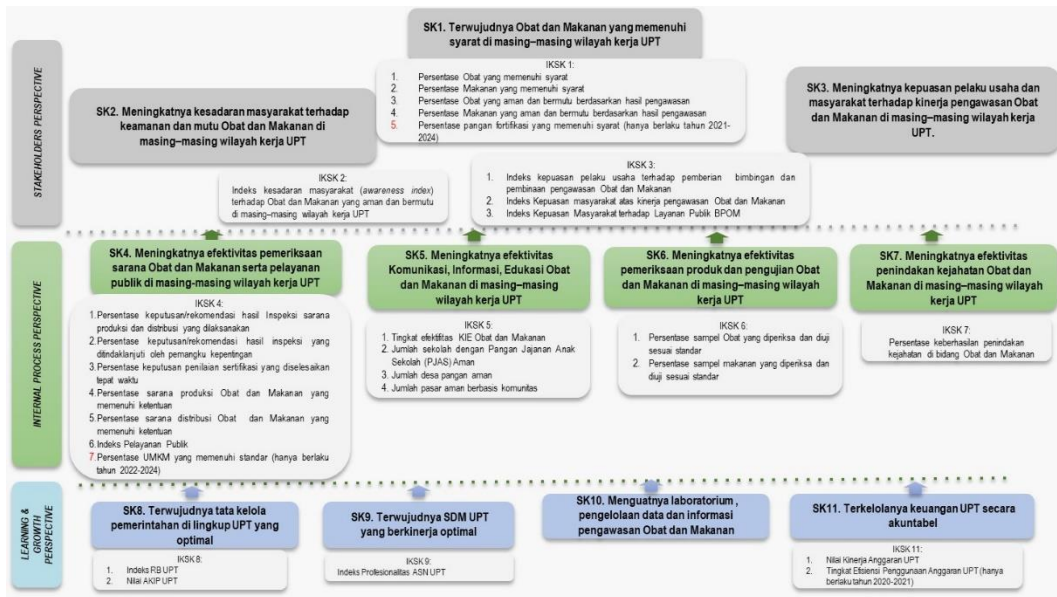 STAKEHOLDERS PERSPECTIVE
SK1. Terwujudnya Obat dan Makanan yang memenuhi
syarat di masing–masing wilayah kerja UPT
IKSK 1:
1. Persentase Obat yang memenuhi syarat
2. Persentase Makanan yang memenuhi syarat
3. Persentase Obat yang aman dan bermutu berdasarkan hasil pengawasan
4. Persentase Makanan yang aman dan bermutu berdasarkan hasil pengawasan
5. Persentase pangan fortifikasi yang memenuhi syarat (hanya berlaku tahun 2021-
2024)
SK2. Meningkatnya kesadaran masyarakat terhadap
keamanan dan mutu Obat dan Makanan di
masing–masing wilayah kerja UPT
IKSK 2:
Indeks kesadaran masyarakat (awareness index)
terhadap Obat dan Makanan yang aman dan bermutu
di masing–masing wilayah kerja UPT
SK3. Meningkatnya kepuasan pelaku usaha dan
masyarakat terhadap kinerja pengawasan Obat
dan Makanan di masing–masing wilayah kerja
UPT.
IKSK 3:
1. Indeks kepuasan pelaku usaha terhadap pemberian bimbingan dan
pembinaan pengawasan Obat dan Makanan
2. Indeks Kepuasan masyarakat atas kinerja pengawasan Obat dan Makanan
3. Indeks Kepuasan Masyarakat terhadap Layanan Publik BPOM
INTERNAL PROCESS PERSPECTIVE
SK4. Meningkatnya efektivitas pemeriksaan
sarana Obat dan Makanan serta pelayanan
publik di masing-masing wilayah kerja UPT
IKSK 4:
1.Persentase keputusan/rekomendasi hasil Inspeksi sarana
produksi dan distribusi yang dilaksanakan
2.Persentase keputusan/rekomendasi hasil inspeksi yang
ditindaklanjuti oleh pemangku kepentingan
3.Persentase keputusan penilaian sertifikasi yang diselesaikan
tepat waktu
4.Persentase sarana produksi Obat dan Makanan yang
memenuhi ketentuan
5.Persentase sarana distribusi Obat dan Makanan yang
memenuhi ketentuan
6.Indeks Pelayanan Publik
7.Persentase UMKM yang memenuhi standar (hanya berlaku
tahun 2022-2024)
SK5. Meningkatnya efektivitas
Komunikasi, Informasi, Edukasi Obat
dan Makanan di masing–masing
wilayah kerja UPT
IKSK 5:
1.Tingkat efektifitas KIE Obat dan Makanan
2.Jumlah sekolah dengan Pangan Jajanan Anak
Sekolah (PJAS) Aman
3.Jumlah desa pangan aman
4.Jumlah pasar aman berbasis komunitas
SK6. Meningkatnya efektivitas
pemeriksaan produk dan pengujian Obat
dan Makanan di masing–masing wilayah
kerja UPT
IKSK 6:
1. Persentase sampel Obat yang diperiksa dan diuji
sesuai standar
2. Persentase sampel makanan yang diperiksa dan
diuji sesuai standar
SK7. Meningkatnya efektivitas
penindakan kejahatan Obat dan
Makanan di masing–masing wilayah
kerja UPT
IKSK 7:
Persentase keberhasilan penindakan
kejahatan di bidang Obat dan Makanan
LEARNING &
GROWTH
PERSPECTIVE
SK8. Terwujudnya tata kelola
pemerintahan di lingkup UPT yang
optimal
IKSK 8:
1. Indeks RB UPT
2. Nilai AKIP UPT
SK9. Terwujudnya SDM UPT
yang berkinerja optimal
IKSK 9:
Indeks Profesionalitas ASN UPT
SK10. Menguatnya laboratorium ,
pengelolaan data dan informasi
pengawasan Obat dan Makanan
SK11. Terkelolanya keuangan UPT secara
akuntabel
IKSK 11:
1. Nilai Kinerja Anggaran UPT
2. Tingkat Efisiensi Penggunaan Anggaran UPT (hanya
berlaku tahun 2020-2021)